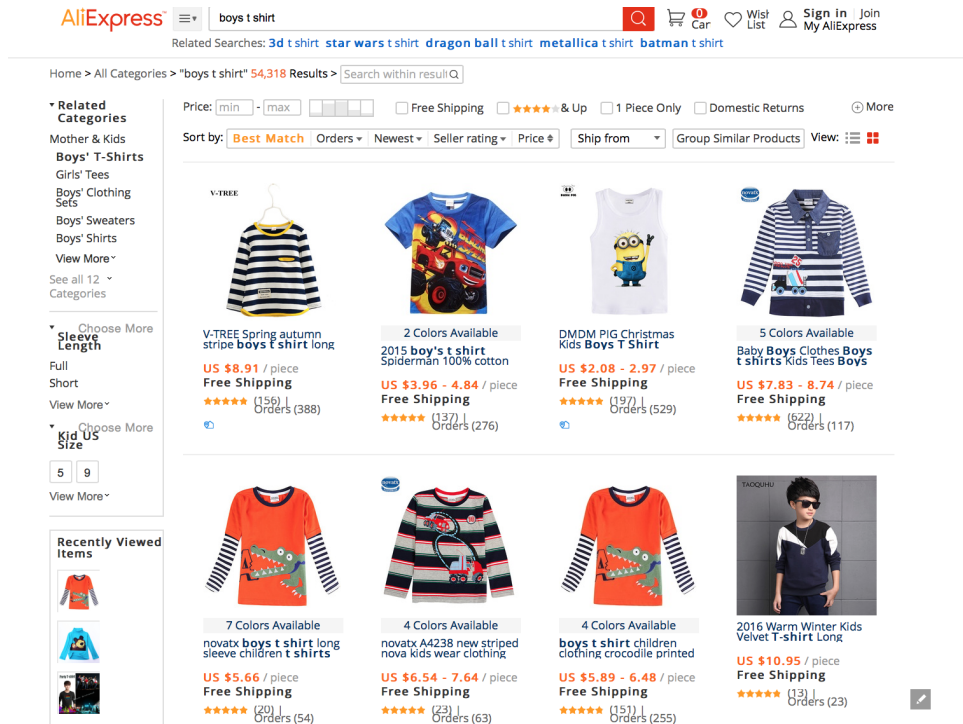 AliExpress™
boys t shirt
0
Car
Wish
List
Sign in | Join
My AliExpress
Related Searches: 3d t shirt star wars t shirt dragon ball t shirt metallica t shirt batman t shirt
Home > All Categories > "boys t shirt" 54,318 Results >
Search within result
Related
Categories
Mother & Kids
Boys' T-Shirts
Girls' Tees
Boys' Clothing
Sets
Boys' Sweaters
Boys' Shirts
View More
See all 12
Categories
Choose More
Sleeve
Length
Full
Short
View More
Choose More
Kid US
Size
5 9
View More
Recently Viewed
Items
Price: min - max
Free Shipping
& Up
1 Piece Only
Domestic Returns
More
Sort by: Best Match Orders Newest Seller rating Price
Ship from
Group Similar Products
View:
V-TREE
novatx
2 Colors Available
5 Colors Available
V-TREE Spring autumn
stripe boys t shirt long
US $8.91 / piece
Free Shipping
(156) |
Orders (388)
2015 boy's t shirt
Spiderman 100% cotton
US $3.96 - 4.84 / piece
Free Shipping
(137) |
Orders (276)
DMDM PIG Christmas
Kids Boys T Shirt
US $2.08 - 2.97 / piece
Free Shipping
(197) |
Orders (529)
Baby Boys Clothes Boys
t shirts Kids Tees Boys
US $7.83 - 8.74 / piece
Free Shipping
(622) |
Orders (117)
novatx
TAOQUHU
7 Colors Available
4 Colors Available
4 Colors Available
novatx boys t shirt long
sleeve children t shirts
US $5.66 / piece
Free Shipping
(20) |
Orders (54)
novatx A4238 new striped
nova kids wear clothing
US $6.54 - 7.64 / piece
Free Shipping
(23) |
Orders (63)
boys t shirt children
clothing crocodile printed
US $5.89 - 6.48 / piece
Free Shipping
(151) |
Orders (255)
2016 Warm Winter Kids
Velvet T-shirt Long
US $10.95 / piece
Free Shipping
(13) |
Orders (23)